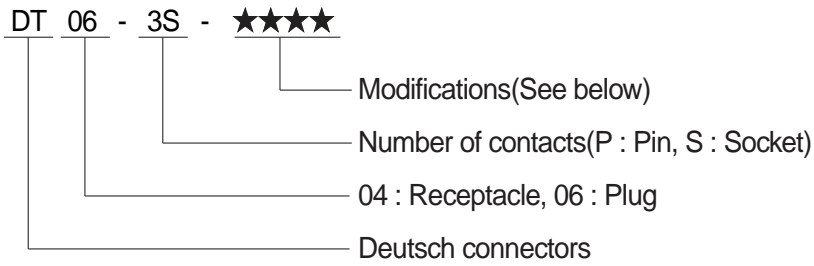 DT 06 - 3S - ★★★★
Modifications(See below)
Number of contacts(P : Pin, S : Socket)
04 : Receptacle, 06 : Plug
Deutsch connectors